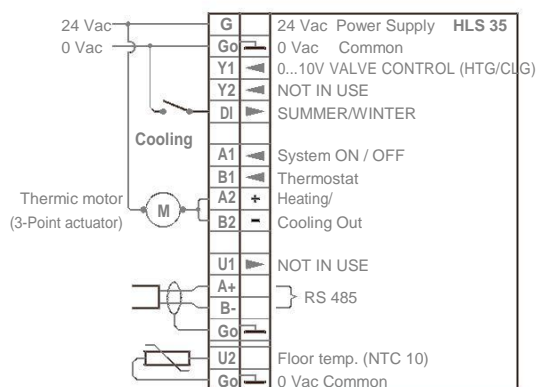 24 Vac G 24 Vac Power Supply HLS 35
0 Vac Go 0 Vac Common
Y1 0...10V VALVE CONTROL (HTG/CLG)
Y2 NOT IN USE
DI SUMMER/WINTER
Cooling
A1 System ON / OFF
B1 Thermostat
Thermic motor M A2 + Heating/
(3-Point actuator) B2 - Cooling Out
U1 NOT IN USE
A+
RS 485
B-
Go
U2 Floor temp. (NTC 10)
Go 0 Vac Common